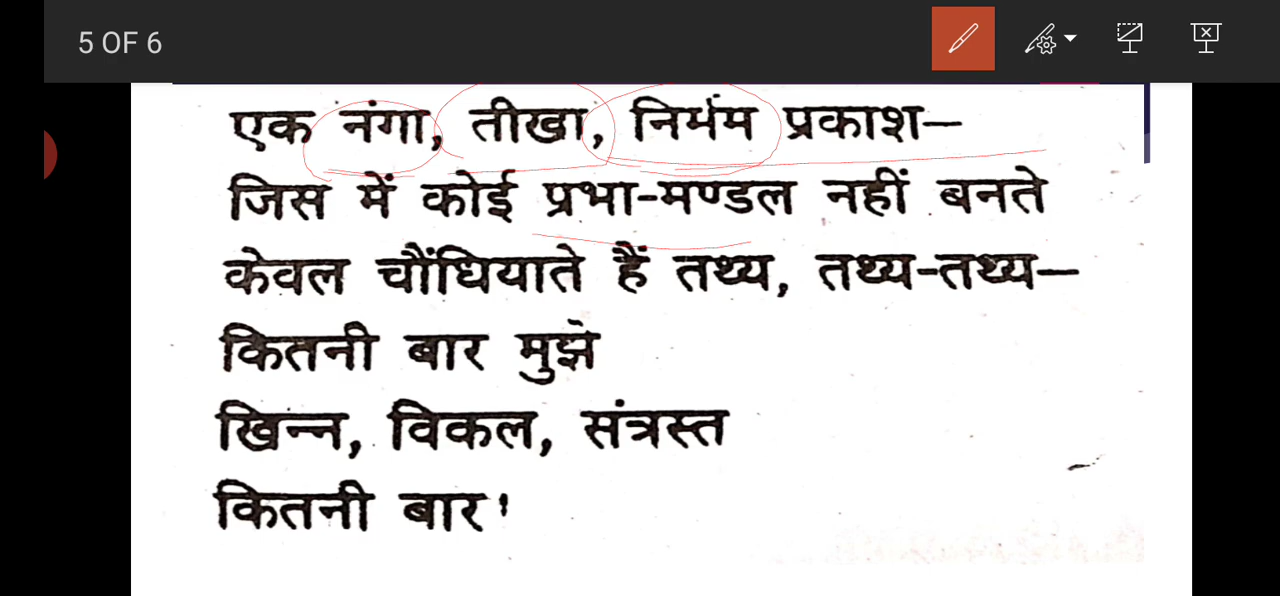 5 OF 6
एक नंगा, तीखा, निर्मम प्रकाश—
जिस में कोई प्रभा-मण्डल नहीं बनते
केवल चौंधियाते हैं तथ्य, तथ्य-तथ्य—
कितनी बार मुझे
खिन्न, विकल, संत्रस्त
कितनी बार!